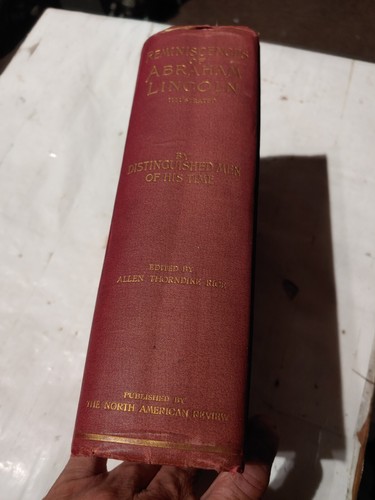 REMINISCENCES
OF
ABRAHAM
LINCOLN
ILLUSTRATED
BY
DISTINGUISHED MEN
OF HIS TIME
EDITED BY
ALLEN THORNDIKE RICE
PUBLISHED BY
THE NORTH AMERICAN REVIEW